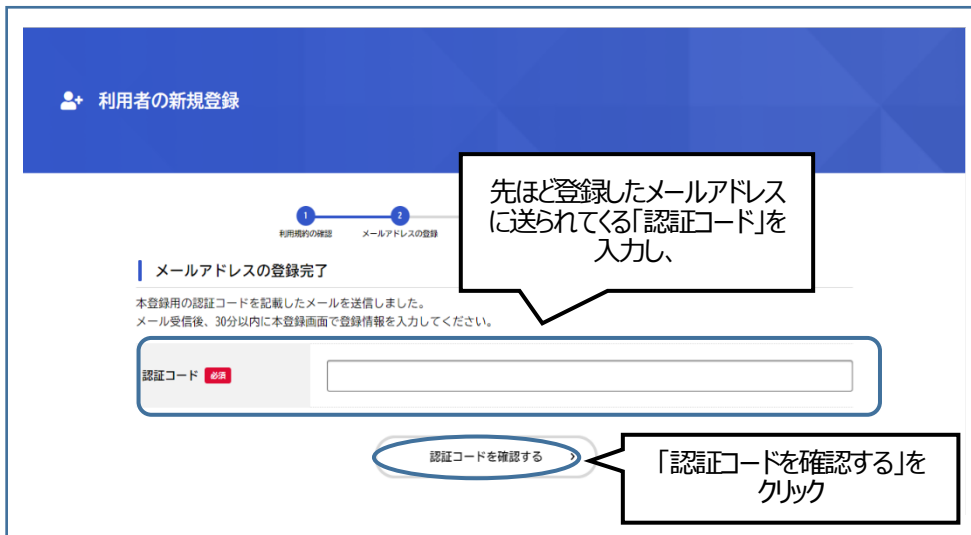 利用者の新規登録
先ほど登録したメールアドレス
に送られてくる「認証コード」を
入力し、
1
2
利用規約の確認
メールアドレスの登録
メールアドレスの登録完了
本登録用の認証コードを記載したメールを送信しました。
メール受信後、30分以内に本登録画面で登録情報を入力してください。
認証コード 必須
認証コードを確認する
「認証コードを確認する」を
クリック